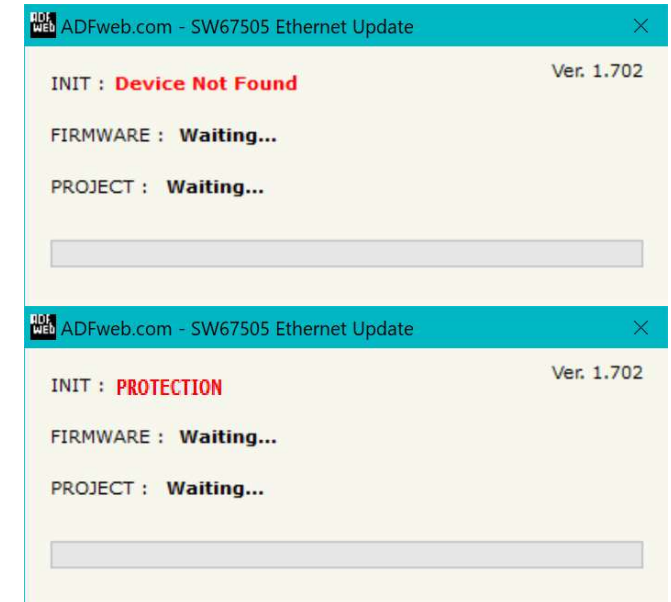 ADF
WEB ADFweb.com - SW67505 Ethernet Update
Ver. 1.702
INIT : Device Not Found
FIRMWARE : Waiting...
PROJECT : Waiting...
ADF
WEB ADFweb.com - SW67505 Ethernet Update
Ver. 1.702
INIT : PROTECTION
FIRMWARE : Waiting...
PROJECT : Waiting...